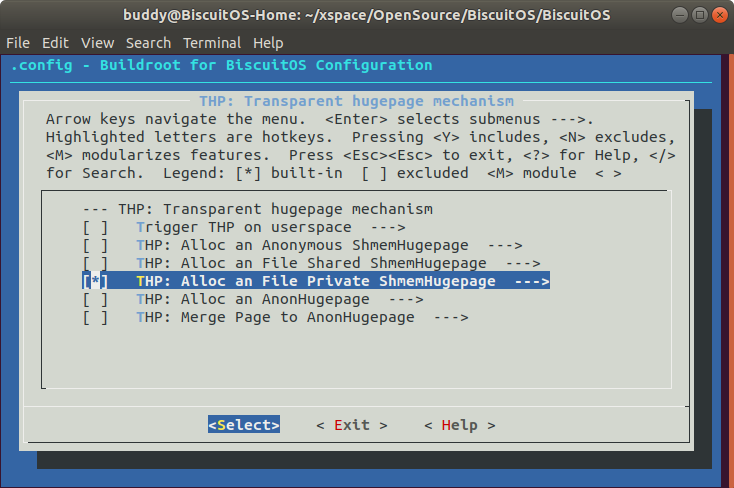 buddy@BiscuitOS-Home: ~/xspace/OpenSource/BiscuitOS/BiscuitOS
File Edit View Search Terminal Help
.config - Buildroot for BiscuitOS Configuration
THP: Transparent hugepage mechanism
Arrow keys navigate the menu.  <Enter> selects submenus --->.
Highlighted letters are hotkeys.  Pressing <Y> includes, <N> excludes,
<M> modularizes features.  Press <Esc><Esc> to exit, <?> for Help, </>
for Search.  Legend: [*] built-in  [ ] excluded  <M> module  < >
--- THP: Transparent hugepage mechanism
[ ]   Trigger THP on userspace  --->
[ ]   THP: Alloc an Anonymous ShmemHugepage  --->
[ ]   THP: Alloc an File Shared ShmemHugepage  --->
[*]   THP: Alloc an File Private ShmemHugepage  --->
[ ]   THP: Alloc an AnonHugepage  --->
[ ]   THP: Merge Page to AnonHugepage  --->
<Select>    < Exit >    < Help >